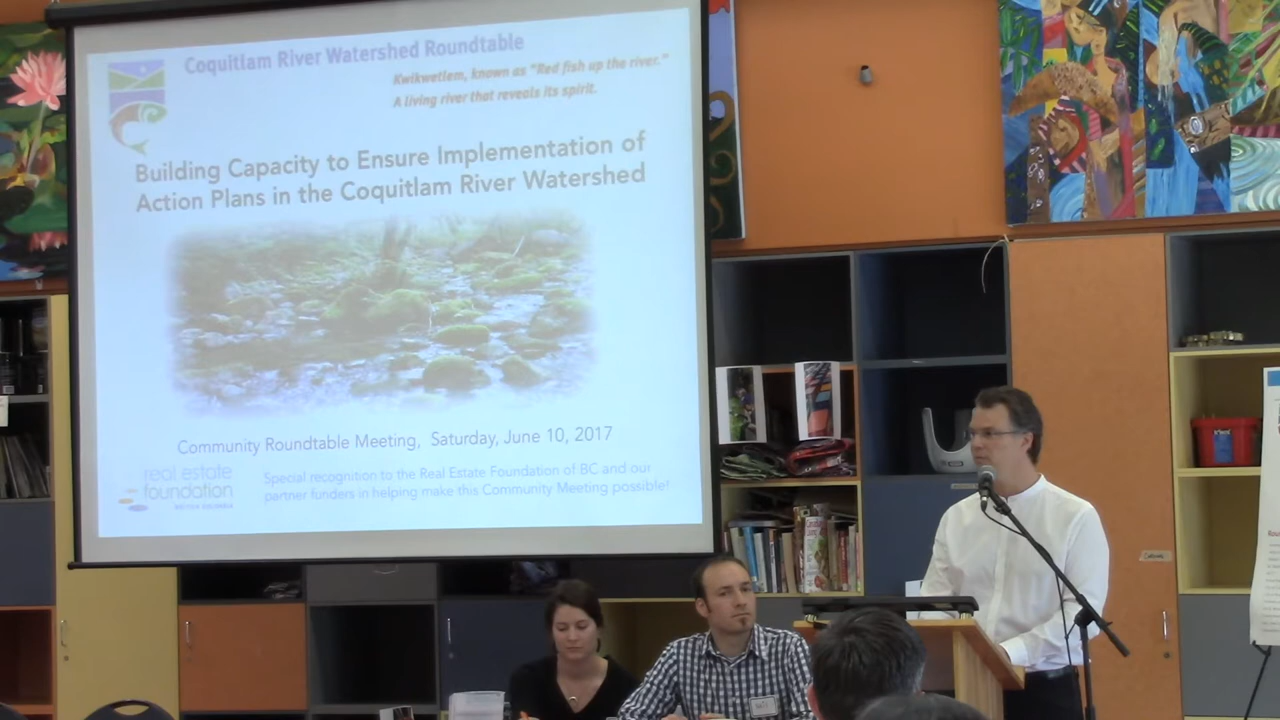 Coquitlam River Watershed Roundtable
Kwikwetlem, known as "Red fish up the river."
A living river that reveals its spirit.
Building Capacity to Ensure Implementation of
Action Plans in the Coquitlam River Watershed
Community Roundtable Meeting, Saturday, June 10, 2017
real estate
foundation
Special recognition to the Real Estate Foundation of BC and our
partner funders in helping make this Community Meeting possible!